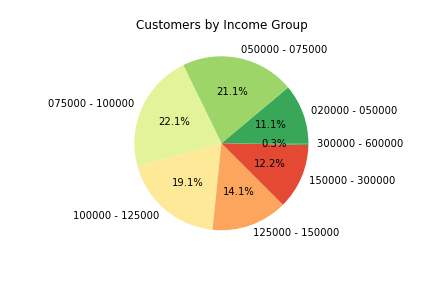 Customers by Income Group
050000 - 075000
075000 - 100000
21.1%
020000 - 050000
22.1%
11.1%
0.3%
300000 - 600000
12.2%
150000 - 300000
19.1%
14.1%
100000 - 125000
125000 - 150000